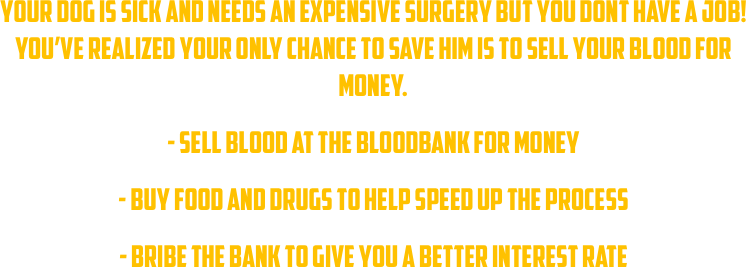 YOUR DOG IS SICK AND NEEDS AN EXPENSIVE SURGERY BUT YOU DONT HAVE A JOB!
YOU'VE REALIZED YOUR ONLY CHANCE TO SAVE HIM IS TO SELL YOUR BLOOD FOR
MONEY.
- SELL BLOOD AT THE BLOODBANK FOR MONEY
- BUY FOOD AND DRUGS TO HELP SPEED UP THE PROCESS
- BRIBE THE BANK TO GIVE YOU A BETTER INTEREST RATE